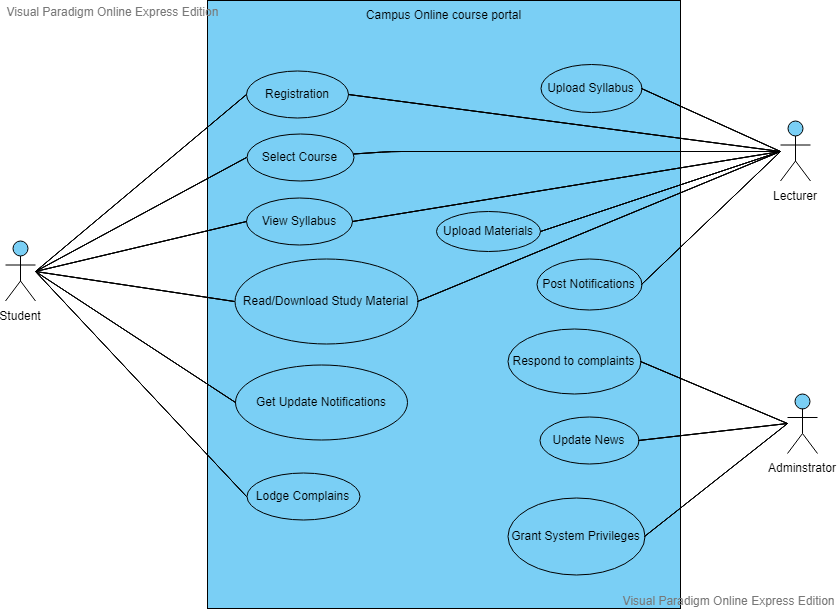 Visual Paradigm Online Express Edition
Campus Online course portal
Registration
Upload Syllabus
Select Course
Lecturer
View Syllabus
Upload Materials
Post Notifications
Read/Download Study Material
Student
Respond to complaints
Get Update Notifications
Update News
Adminstrator
Lodge Complains
Grant System Privileges
Visual Paradigm Online Express Edition